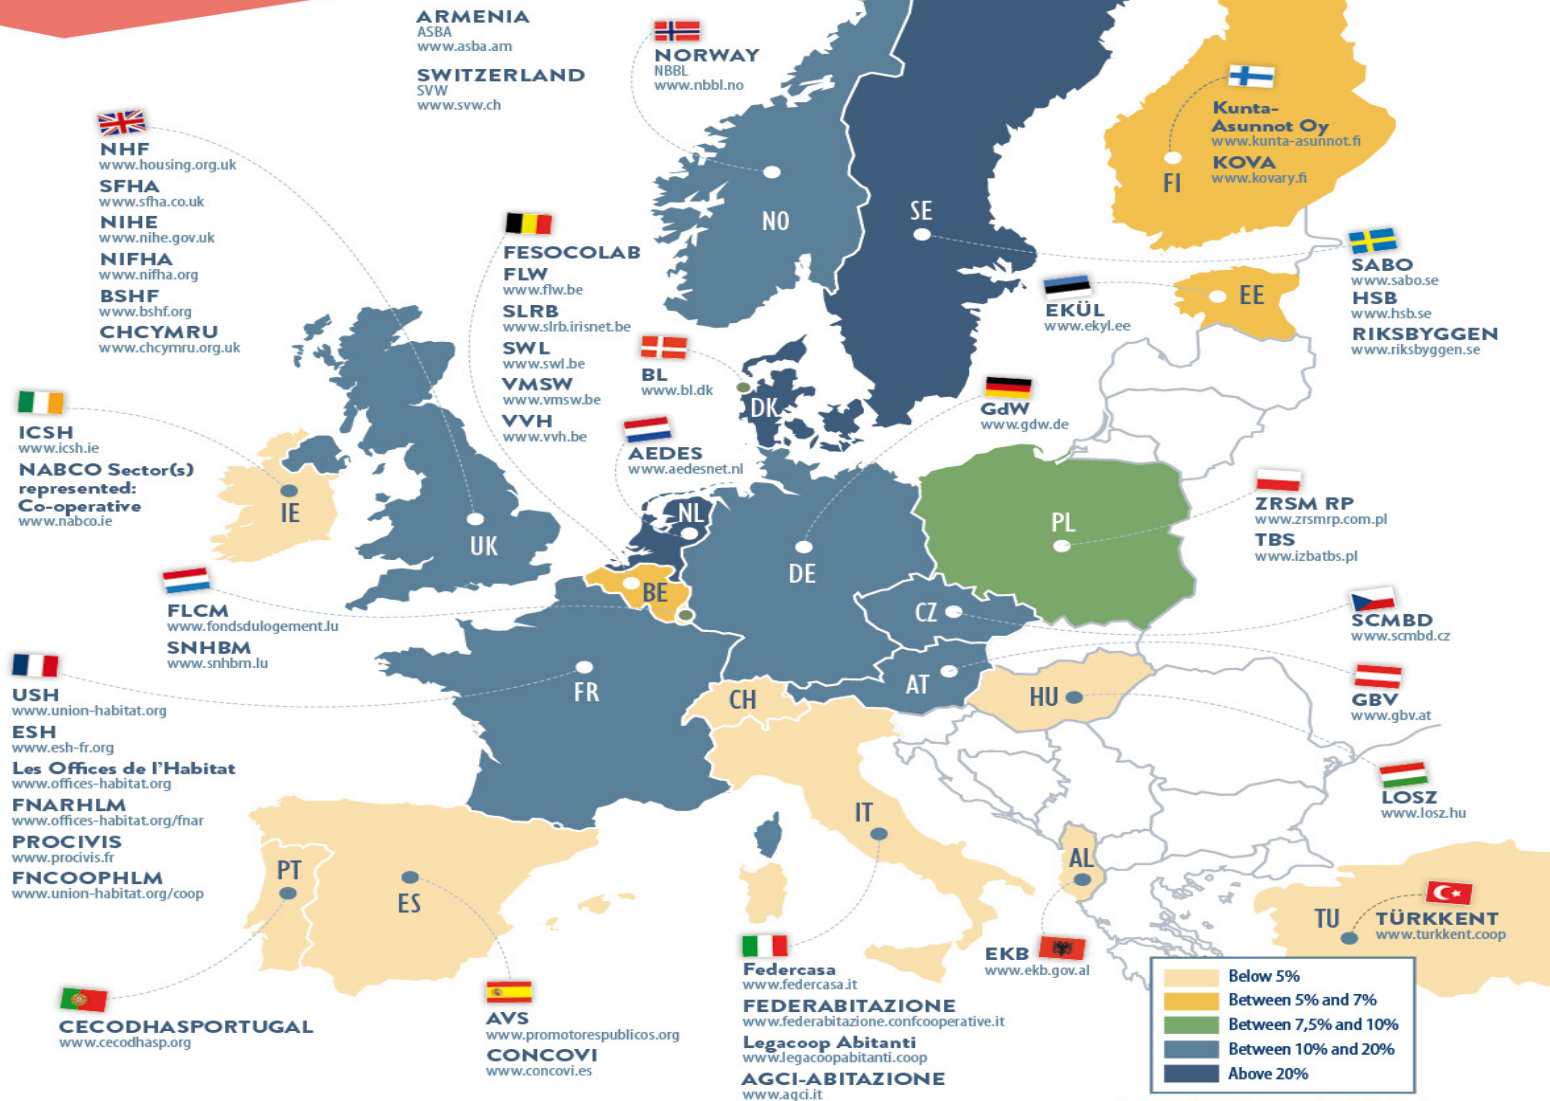 ARMENIA
ASBA
www.asba.am
SWITZERLAND
SVW
www.svw.ch
NORWAY
NBBL
www.nbbl.no
Kunta-
Asunnot Oy
www.kunta-asunnot.fi
KOVA
www.kovary.fi
FI
NHF
www.housing.org.uk
SFHA
www.sfha.co.uk
NIHE
www.nihe.gov.uk
NIFHA
www.nifha.org
BSHF
www.bshf.org
CHCYMRU
www.chcymru.org.uk
FESOCOLAB
FLW
www.flw.be
SLRB
www.slrb.irisnet.be
SWL
www.swl.be
VMSW
www.vmsw.be
VVH
www.vvh.be
NO
SE
SABO
www.sabo.se
HSB
www.hsb.se
RIKSBYGGEN
www.riksbyggen.se
EKÜL
www.ekyl.ee
EE
BL
www.bl.dk
DK
GdW
www.gdw.de
AEDES
www.aedesnet.nl
ICSH
www.icsh.ie
NABCO Sector(s)
represented:
Co-operative
www.nabco.ie
IE
UK
NL
PL
ZRSM RP
www.zrsmrp.com.pl
TBS
www.izbatbs.pl
DE
BE
CZ
FLCM
www.fondsdulogement.lu
SNHBM
www.snhbm.lu
SCMBD
www.scmbd.cz
USH
www.union-habitat.org
ESH
www.esh-fr.org
Les Offices de l'Habitat
www.offices-habitat.org
FNARHLM
www.offices-habitat.org/fnar
PROCIVIS
www.procivis.fr
FNCOOPHLM
www.union-habitat.org/coop
FR
CH
AT
HU
GBV
www.gbv.at
LOSZ
www.losz.hu
IT
AL
PT
ES
TU
TÜRKKENT
www.turkkent.coop
EKB
www.ekb.gov.al
CECODHASPORTUGAL
www.cecodhasp.org
AVS
www.promotorespublicos.org
CONCOVI
www.concovi.es
Federcasa
www.federcasa.it
FEDERABITAZIONE
www.federabitazione.confcooperative.it
Legacoop Abitanti
www.legacoopabitanti.coop
AGCI-ABITAZIONE
www.agci.it
Below 5%
Between 5% and 7%
Between 7,5% and 10%
Between 10% and 20%
Above 20%